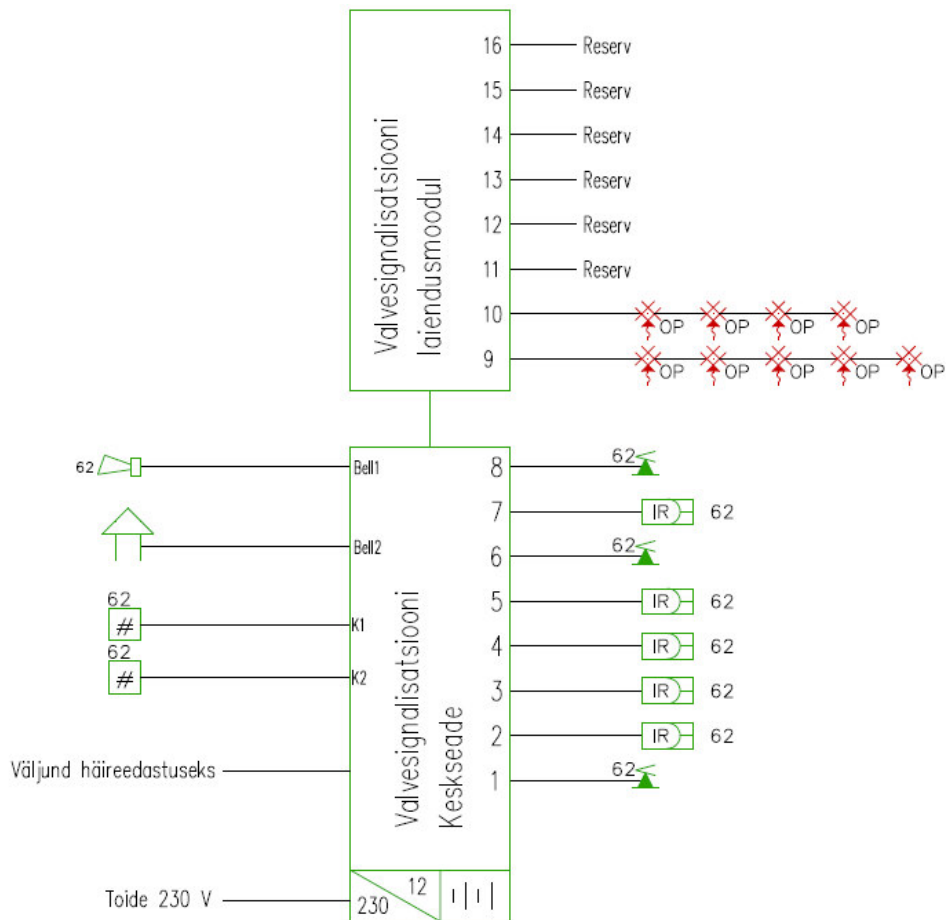 16 Reserv
15 Reserv
14 Reserv
13 Reserv
12 Reserv
11 Reserv
10 OP OP OP OP
9 OP OP OP OP OP
Valvesignalisatsiooni
laiendusmoodul
62 Bell1 8 62
7 IR 62
Bell2 6 62
62 # K1 5 IR 62
62 # K2 4 IR 62
3 IR 62
2 IR 62
Väljund häireedastuseks 1 62
Valvesignalisatsiooni
Keskseade
Toide 230 V 230 12